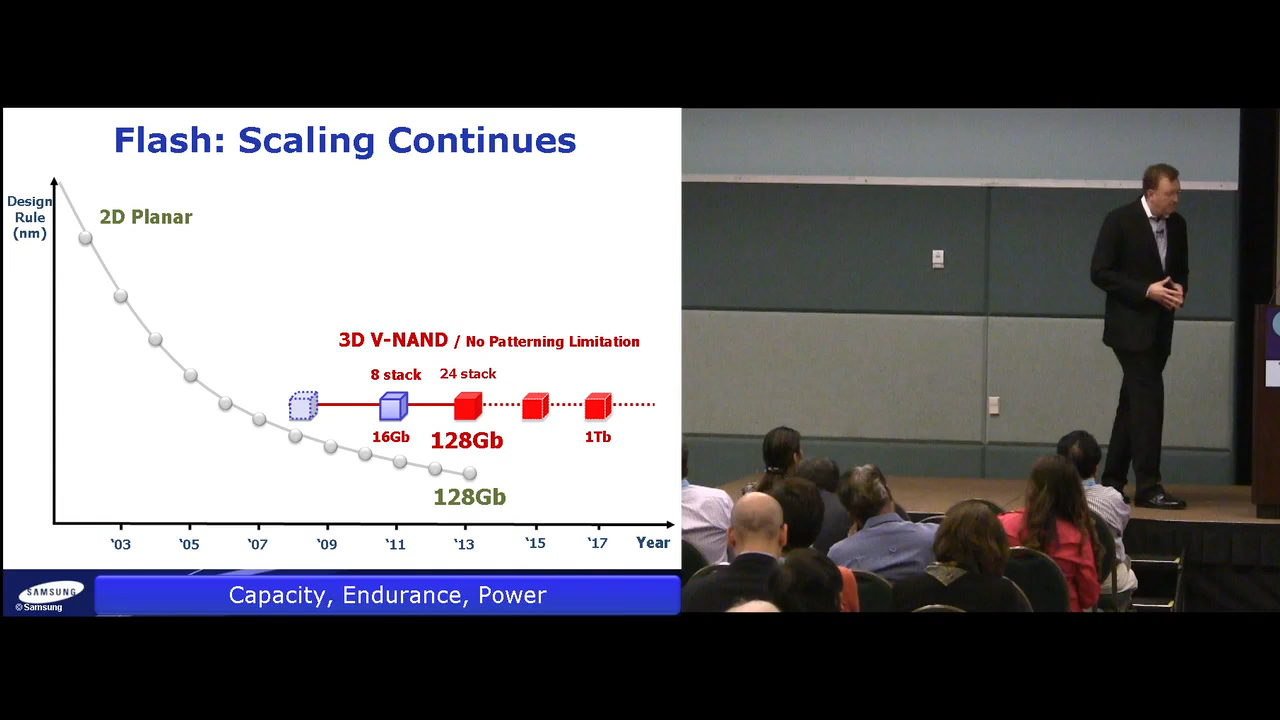 Flash: Scaling Continues
Design
Rule
(nm)
2D Planar
3D V-NAND / No Patterning Limitation
8 stack
24 stack
16Gb
128Gb
1Tb
128Gb
'03
'05
'07
'09
'11
'13
'15
'17
Year
SAMSUNG
© Samsung
Capacity, Endurance, Power